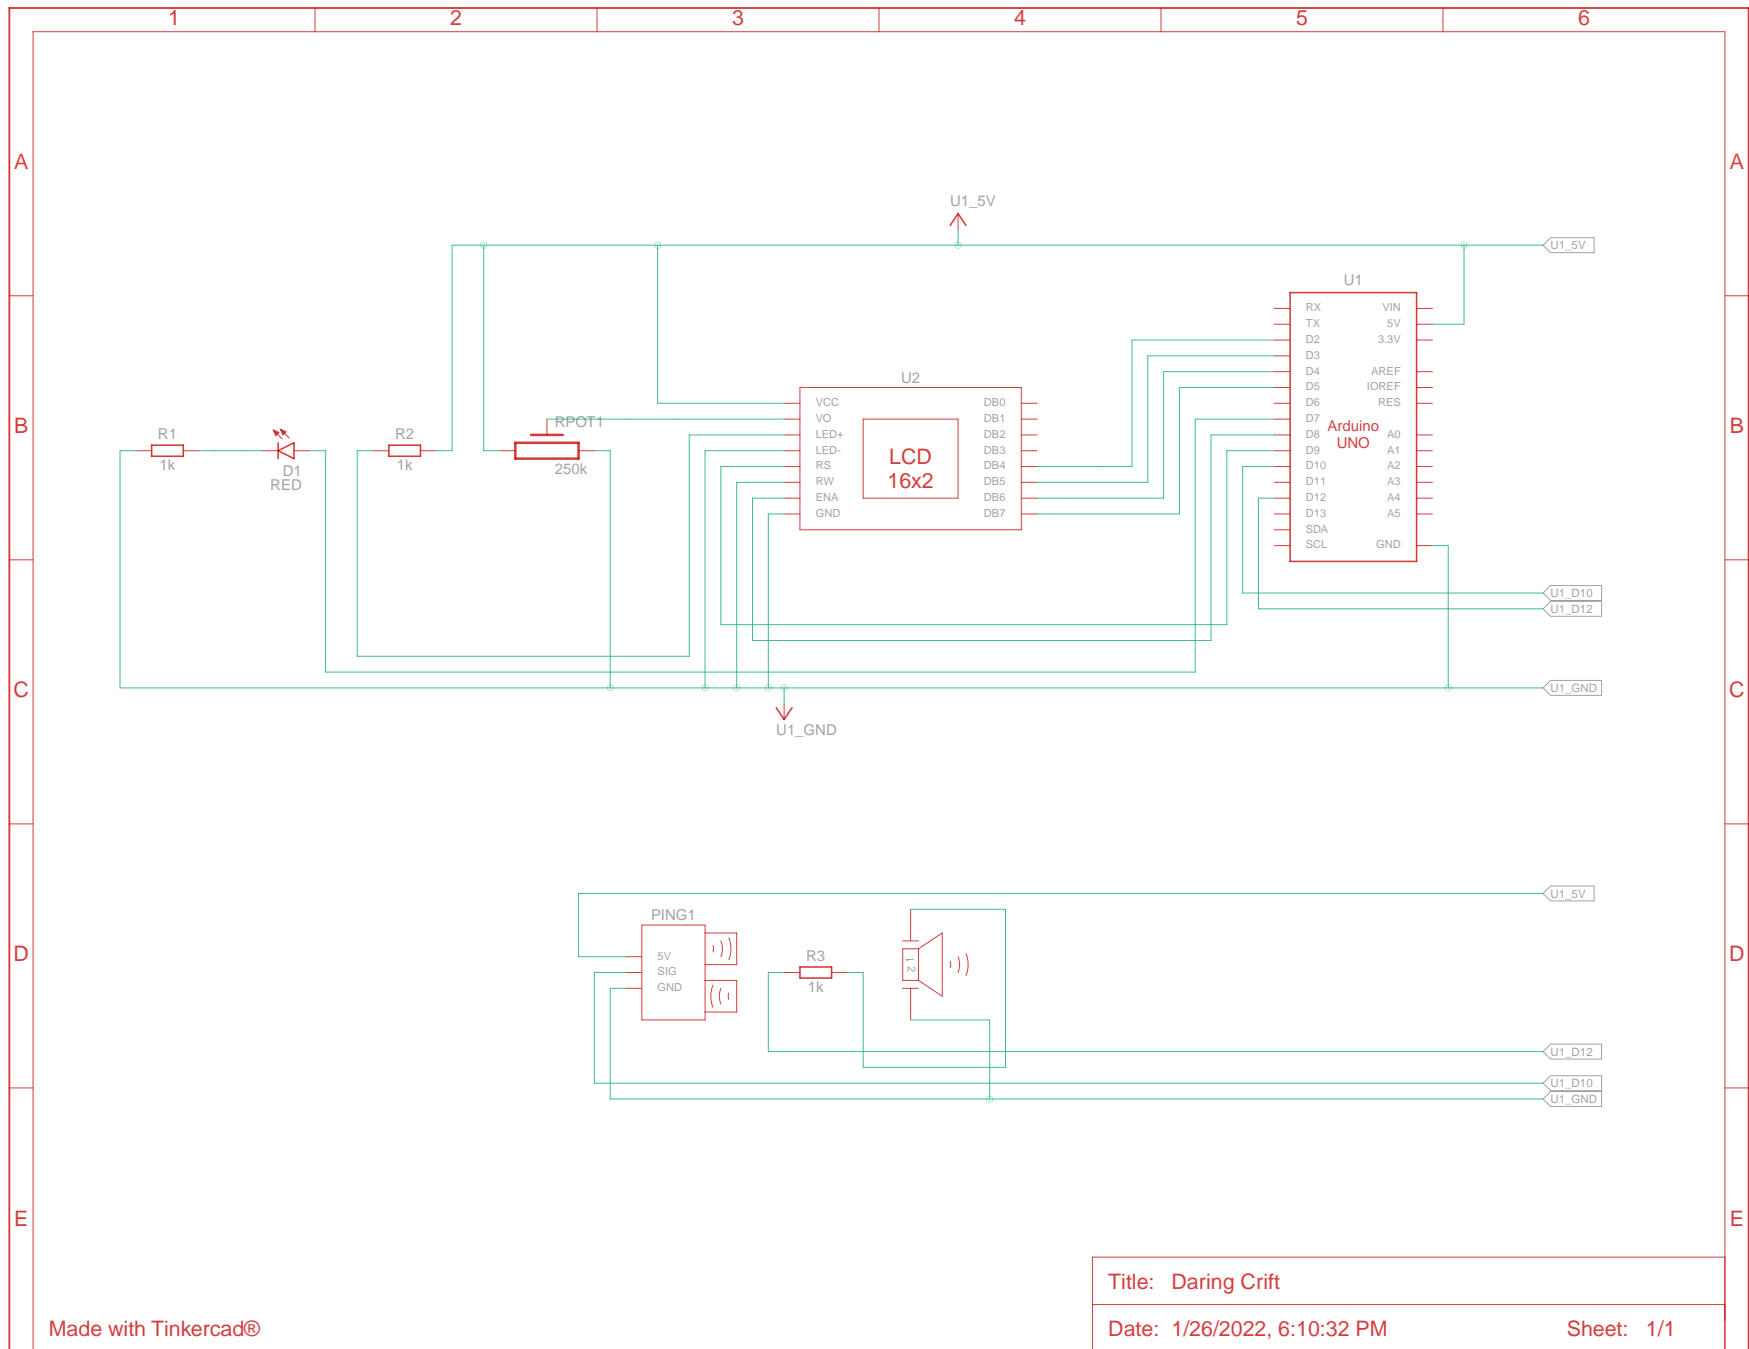 1 2 3 4 5 6
A A
U1_5V
U1_5V
U1
B B
RX VIN
TX 5V
D2 3.3V
D3
D4 AREF
D5 IOREF
D6 RES
D7
D8 A0
D9 A1
D10 A2
D11 A3
D12 A4
D13 A5
SDA
SCL GND
Arduino
UNO
U2
VCC DB0
VO DB1
LED+ DB2
LED- DB3
RS DB4
RW DB5
ENA DB6
GND DB7
LCD
16x2
R1
1k
D1
RED
R2
1k
RPOT1
250k
U1_D10
U1_D12
C C
U1_GND
U1_GND
U1_5V
D D
PING1
5V
SIG
GND
R3
1k
1 2
U1_D12
U1_D10
U1_GND
E E
Title: Daring Crift
Made with Tinkercad®
Date: 1/26/2022, 6:10:32 PM Sheet: 1/1